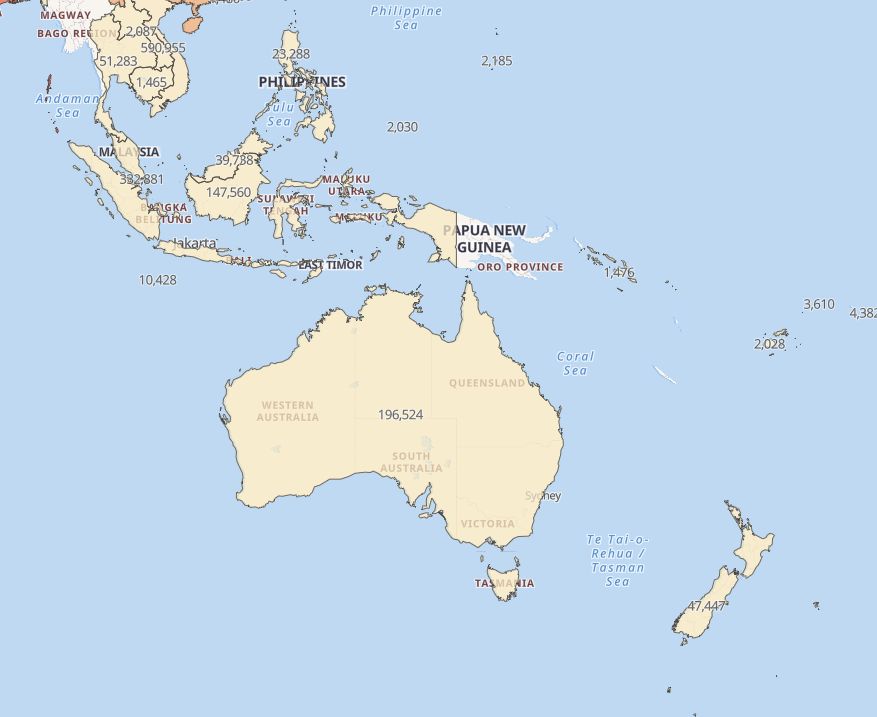 MAGWAY
BAGO REGION
2,087
590,955
51,283
1,465
Andaman
Sea
23,288
PHILIPPINES
Sulu
Sea
Philippine
Sea
2,185
2,030
MALAYSIA
332,881
39,738
147,560
BANGKA
BELITUNG
SULAWESI
TENGAH
MALUKU
UTARA
MALUKU
Jakarta
BALI
EAST TIMOR
10,428
PAPUA NEW
GUINEA
ORO PROVINCE
1,476
3,610
4,382
2,028
Coral
Sea
QUEENSLAND
WESTERN
AUSTRALIA
196,524
SOUTH
AUSTRALIA
Sydney
VICTORIA
TASMANIA
Te Tai-o-
Rehua /
Tasman
Sea
47,447